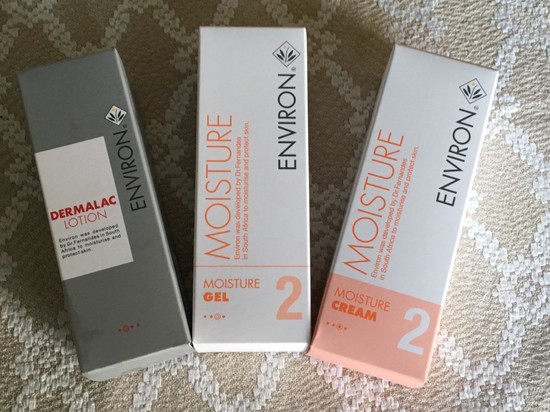 ENVIRON®
DERMALAC
LOTION
Environ was developed
by Dr.Fernandes in South
Africa to moisturise and
protect skin.
ENVIRON®
MOISTURE
Environ was developed by Dr.Fernandes
in South Africa to moisturise and protect skin.
MOISTURE
GEL
2
ENVIRON®
MOISTURE
Environ was developed by Dr.Fernandes
in South Africa to moisturise and protect skin.
MOISTURE
CREAM
2